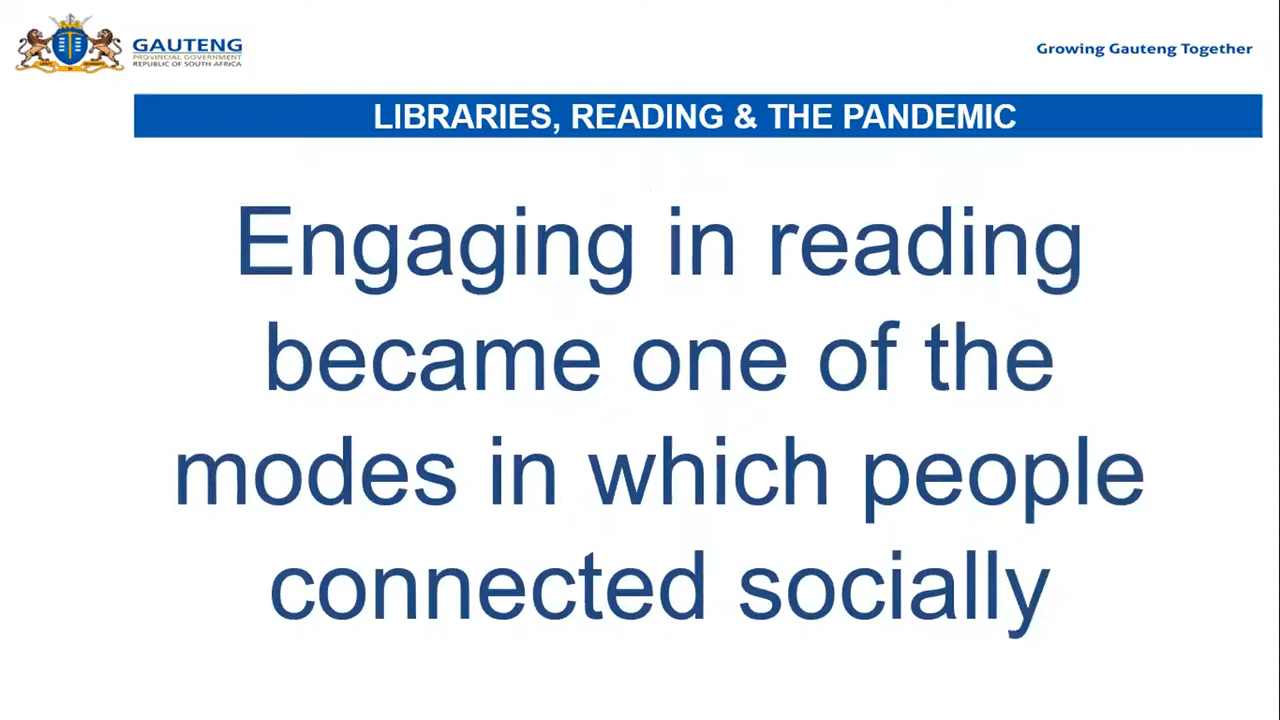 GAUTENG
PROVINCIAL GOVERNMENT
REPUBLIC OF SOUTH AFRICA
Growing Gauteng Together
LIBRARIES, READING & THE PANDEMIC
Engaging in reading
became one of the
modes in which people
connected socially